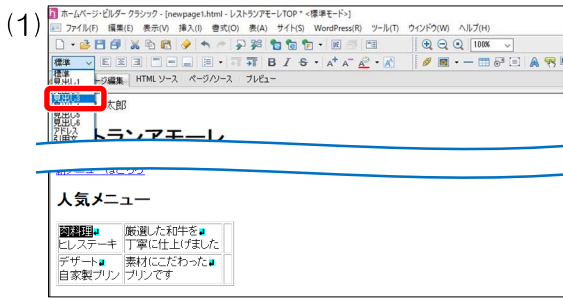 (1)
ホームページ・ビルダー クラシック - [newpage1.html - レストランアモーレTOP * <標準モード>]
ファイル(F) 編集(E) 表示(V) 挿入(I) 書式(O) 表(A) サイト(S) WordPress(R) ツール(T) ウィンドウ(W) ヘルプ(H)
100%
標準
標準
見出し1
ページ編集 HTML ソース ページ/ソース プレビュー
見出し3
太郎
見出し5
見出し6
アドレス
引用文
トランアモーレ
人気メニュー
肉料理 厳選した和牛を
ヒレステーキ 丁寧に仕上げました
デザート 素材にこだわった
自家製プリン プリンです